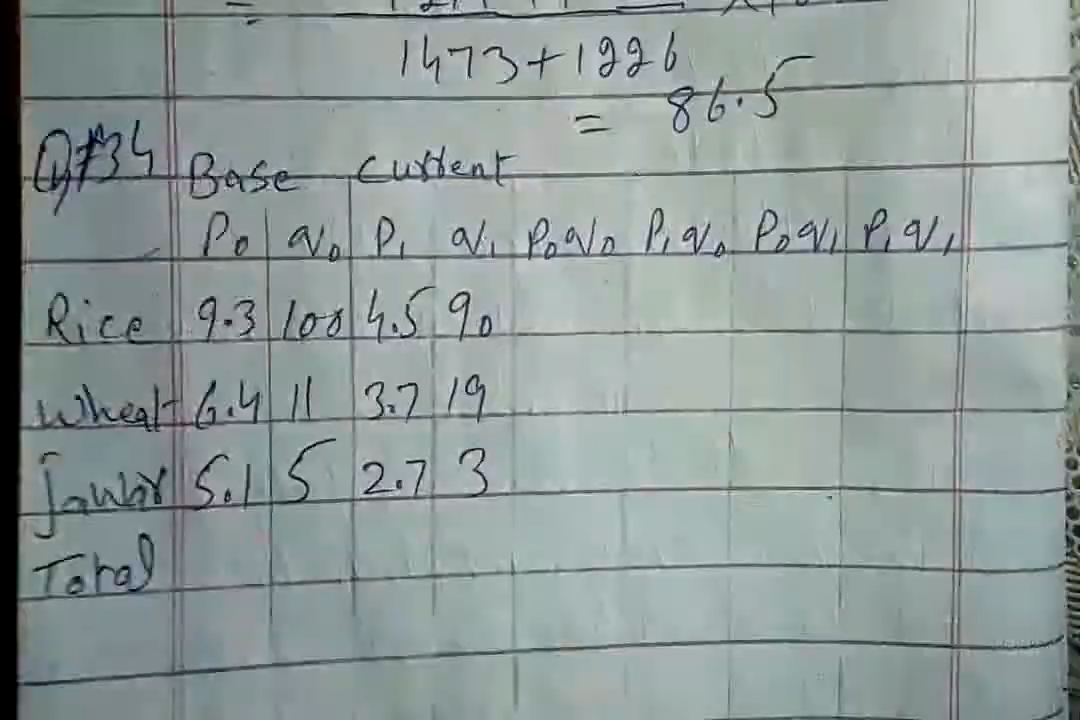 =
1473+1226
= 86.5
Q#34 Base Current
P0 q0 P1 q1 P0q0 P1q0 P0q1 P1q1
Rice 9.3 100 4.5 90
Wheat 6.4 11 3.7 19
Jawar 5.1 5 2.7 3
Total